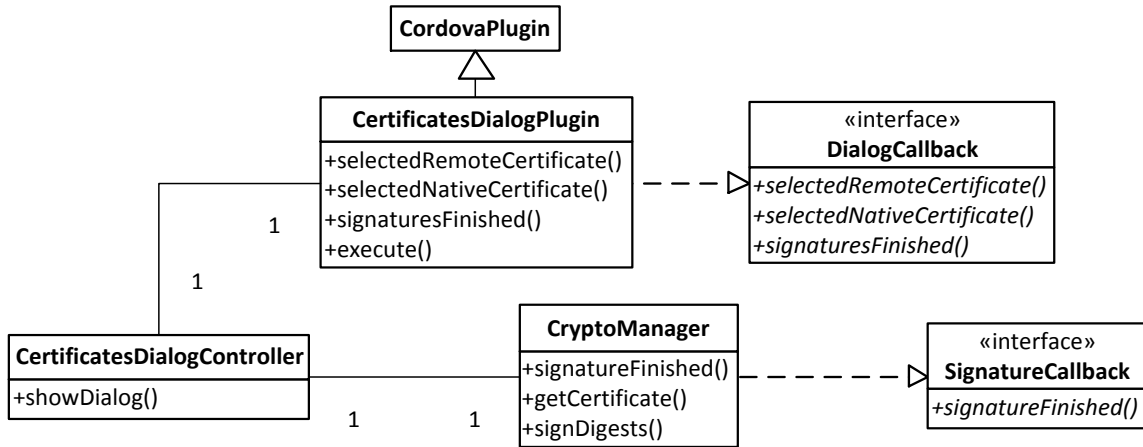 CordovaPlugin
CertificatesDialogPlugin
+selectedRemoteCertificate()
+selectedNativeCertificate()
+signaturesFinished()
+execute()
«interface»
DialogCallback
+selectedRemoteCertificate()
+selectedNativeCertificate()
+signaturesFinished()
1
1
CertificatesDialogController
+showDialog()
1
1
CryptoManager
+signatureFinished()
+getCertificate()
+signDigests()
«interface»
SignatureCallback
+signatureFinished()